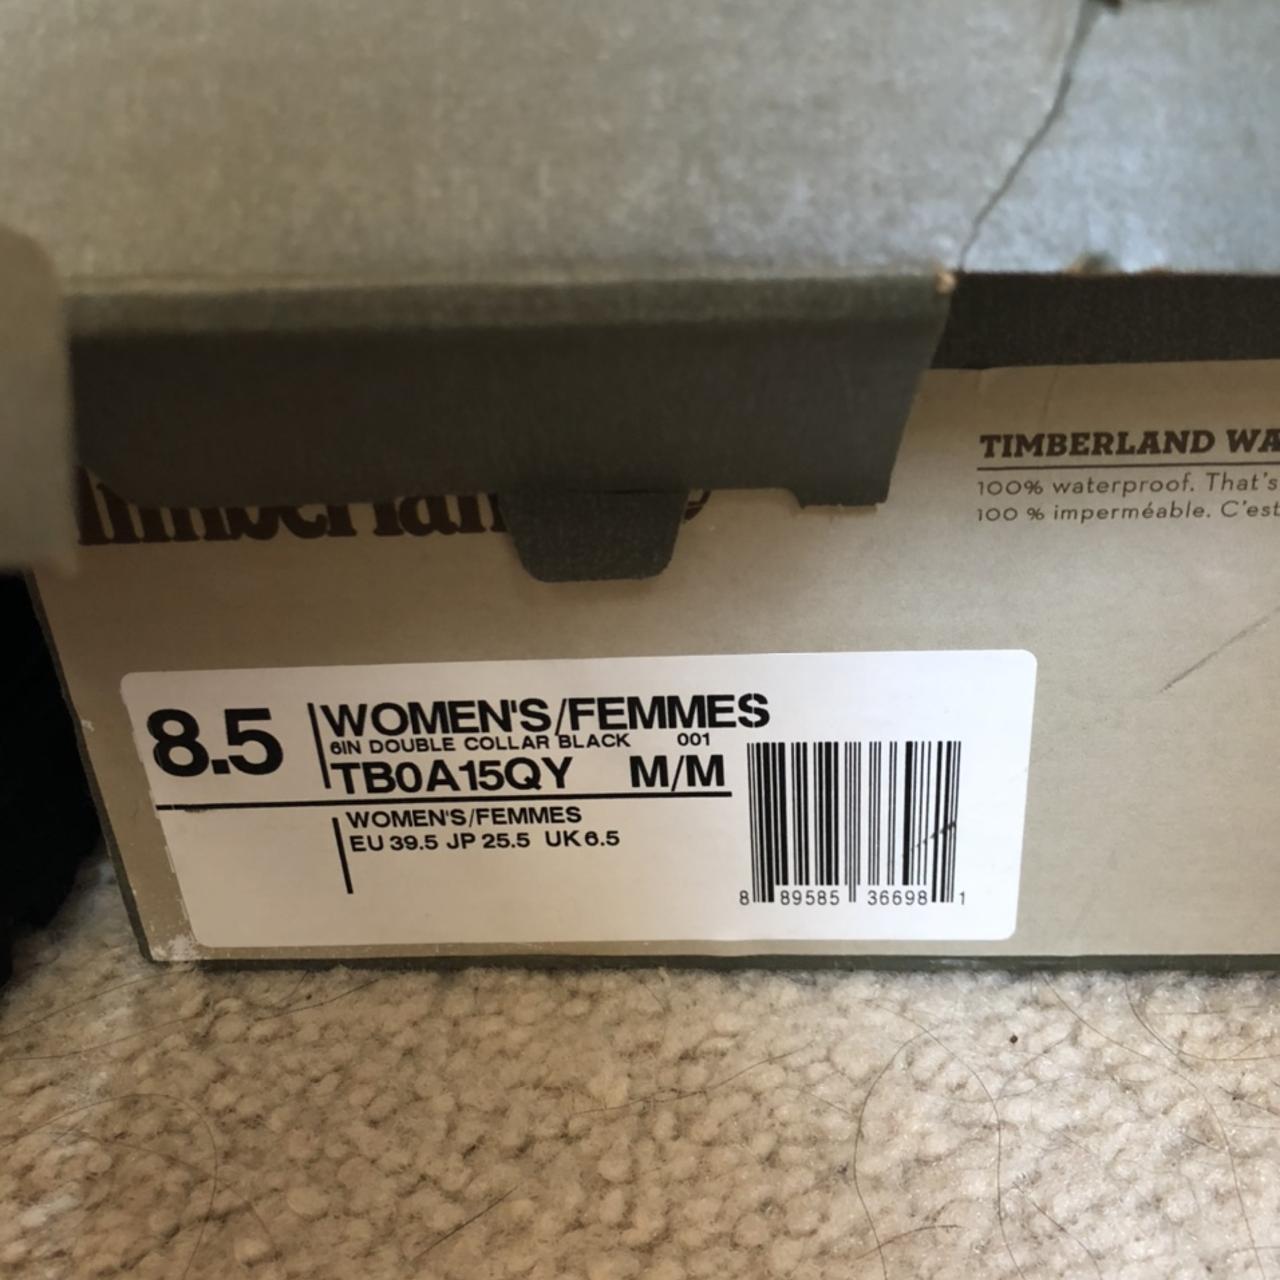 Timberland
TIMBERLAND WA
100% waterproof. That's
100 % imperméable. C'est
8.5
WOMEN'S/FEMMES
6IN DOUBLE COLLAR BLACK 001
TB0A15QY M/M
WOMEN'S/FEMMES
EU 39.5 JP 25.5 UK 6.5
8 89585 36698 1